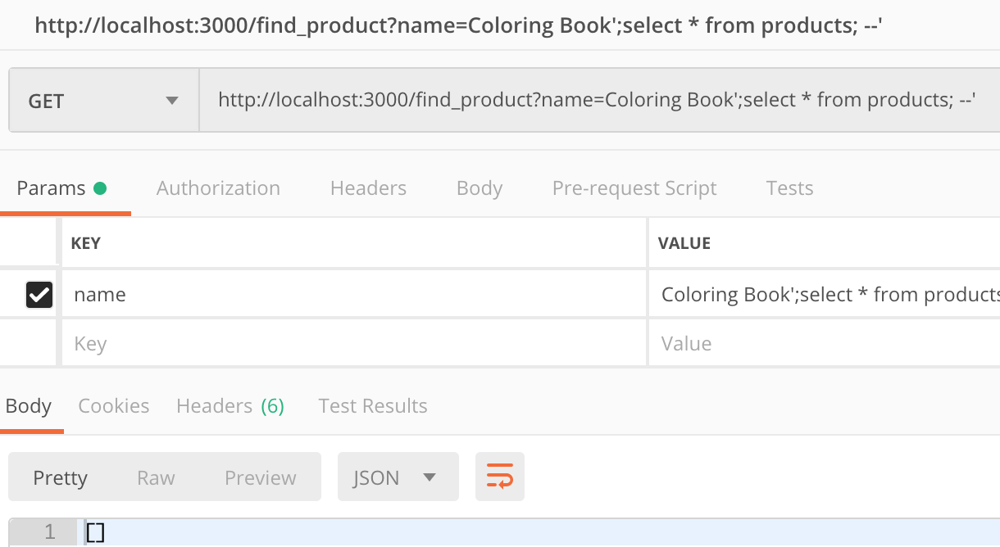 http://localhost:3000/find_product?name=Coloring Book';select * from products; --'
GET http://localhost:3000/find_product?name=Coloring Book';select * from products; --'
Params Authorization Headers Body Pre-request Script Tests
KEY VALUE
name Coloring Book';select * from products
Key Value
Body Cookies Headers (6) Test Results
Pretty Raw Preview JSON
1 []